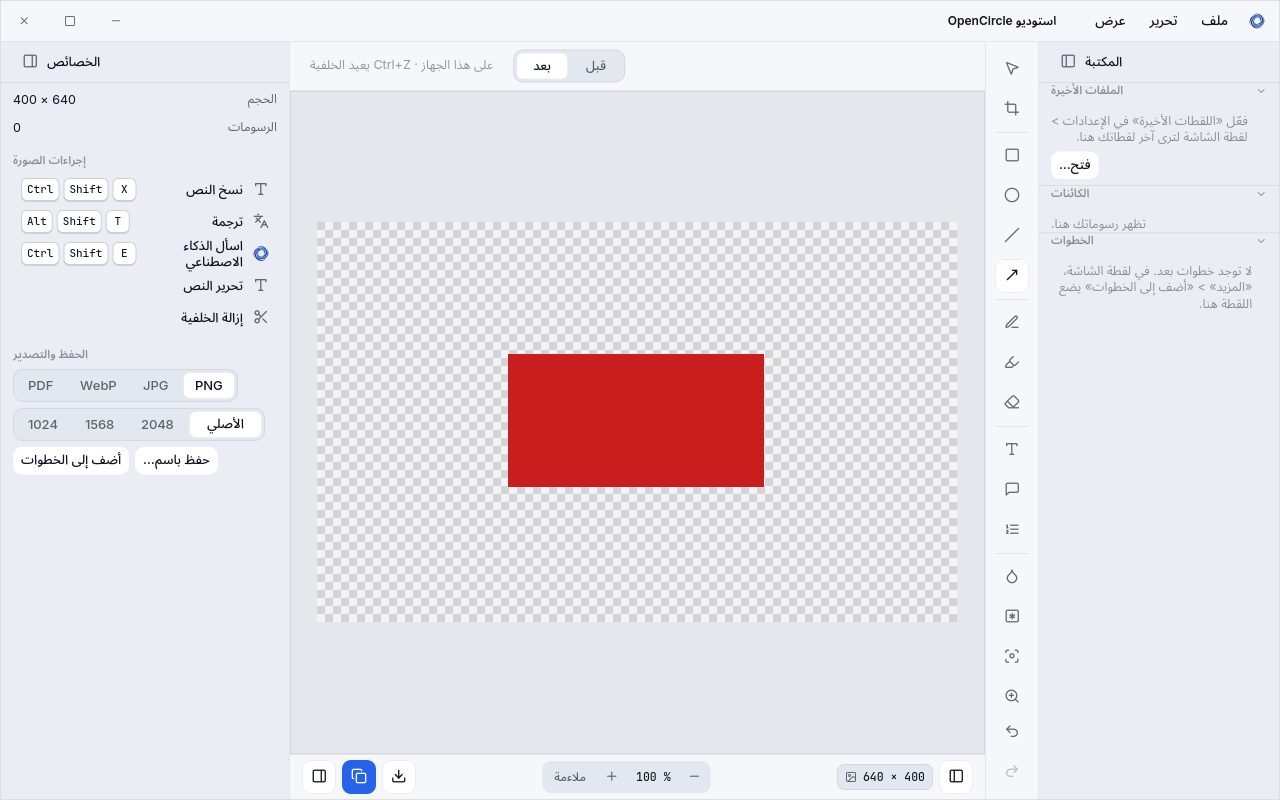 ملف تحرير عرض استوديو OpenCircle
المكتبة
الملفات الأخيرة
فعّل «اللقطات الأخيرة» في الإعدادات >
لقطة الشاشة لترى آخر لقطاتك هنا.
فتح...
الكائنات
تظهر رسوماتك هنا.
الخطوات
لا توجد خطوات بعد. في لقطة الشاشة،
«المزيد» > «أضف إلى الخطوات» يضع
اللقطة هنا.
قبل بعد على هذا الجهاز · Ctrl+Z يعيد الخلفية
640 × 400
− 100 % + ملاءمة
الخصائص
الحجم 640 × 400
الرسومات 0
إجراءات الصورة
نسخ النص Ctrl Shift X
ترجمة Alt Shift T
اسأل الذكاء
الاصطناعي Ctrl Shift E
تحرير النص
إزالة الخلفية
الحفظ والتصدير
PNG JPG WebP PDF
الأصلي 2048 1568 1024
حفظ باسم... أضف إلى الخطوات